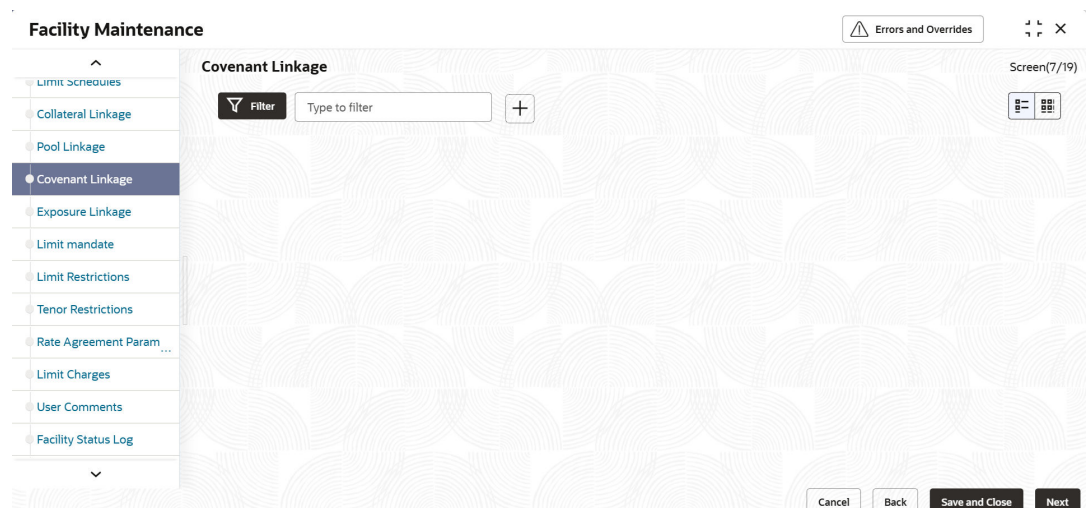 Facility Maintenance
Errors and Overrides
Limit Schedules
Collateral Linkage
Pool Linkage
Covenant Linkage
Exposure Linkage
Limit mandate
Limit Restrictions
Tenor Restrictions
Rate Agreement Param...
Limit Charges
User Comments
Facility Status Log
Covenant Linkage
Screen(7/19)
Filter
Type to filter
Cancel
Back
Save and Close
Next